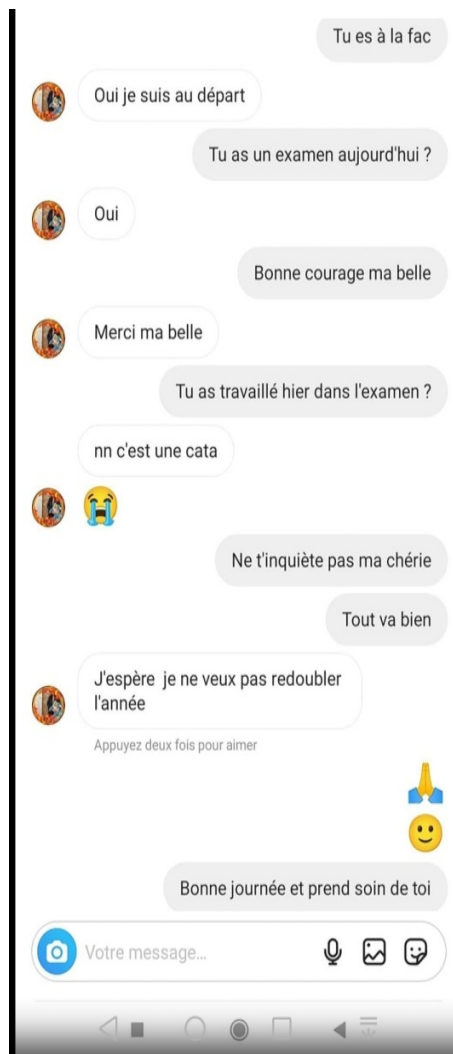 Tu es à la fac
Oui je suis au départ
Tu as un examen aujourd'hui ?
Oui
Bonne courage ma belle
Merci ma belle
Tu as travaillé hier dans l'examen ?
nn c'est une cata
😭
Ne t'inquiète pas ma chérie
Tout va bien
J'espère je ne veux pas redoubler
l'année
Appuyez deux fois pour aimer
🙏
🙂
Bonne journée et prend soin de toi
Votre message...